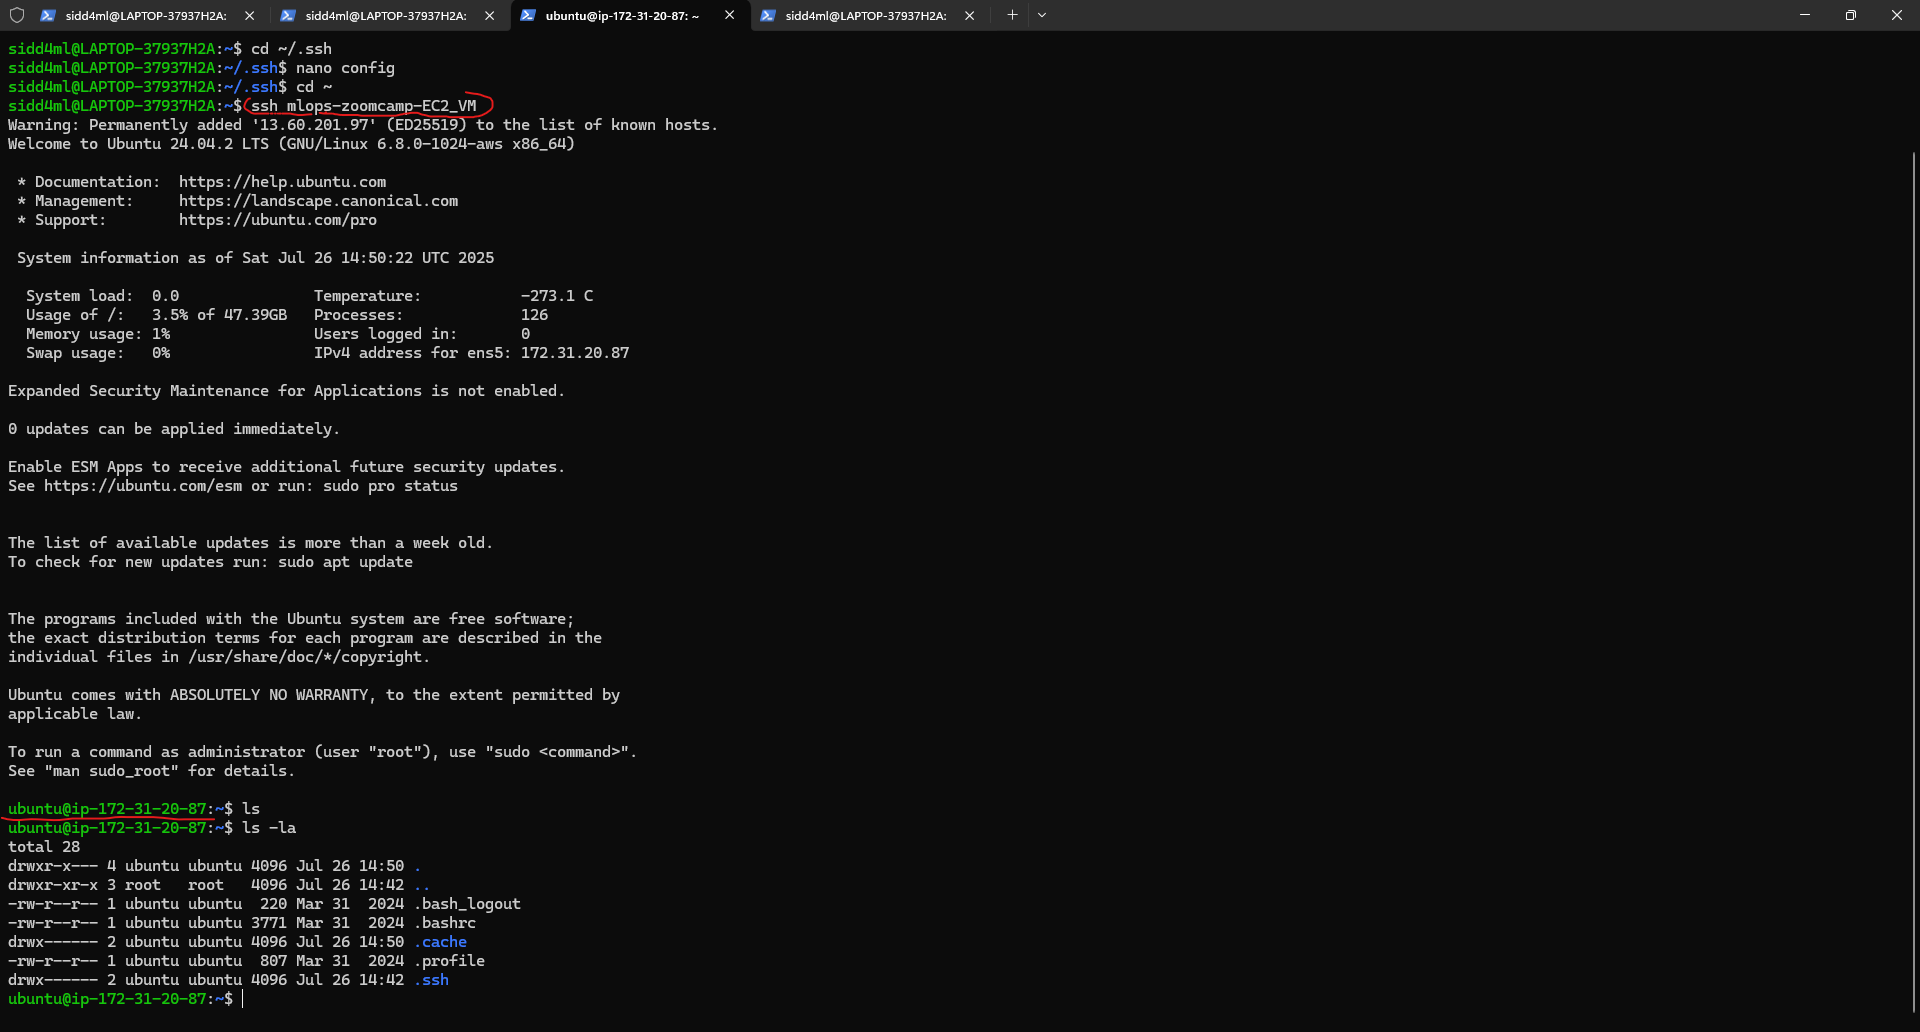 sidd4ml@LAPTOP-37937H2A:
sidd4ml@LAPTOP-37937H2A:
ubuntu@ip-172-31-20-87: ~
sidd4ml@LAPTOP-37937H2A:
sidd4ml@LAPTOP-37937H2A:~$ cd ~/.ssh
sidd4ml@LAPTOP-37937H2A:~/.ssh$ nano config
sidd4ml@LAPTOP-37937H2A:~/.ssh$ cd ~
sidd4ml@LAPTOP-37937H2A:~$ ssh mlops-zoomcamp-EC2_VM
Warning: Permanently added '13.60.201.97' (ED25519) to the list of known hosts.
Welcome to Ubuntu 24.04.2 LTS (GNU/Linux 6.8.0-1024-aws x86_64)
* Documentation:  https://help.ubuntu.com
* Management:     https://landscape.canonical.com
* Support:        https://ubuntu.com/pro
System information as of Sat Jul 26 14:50:22 UTC 2025
System load:  0.0               Temperature:           -273.1 C
Usage of /:   3.5% of 47.39GB   Processes:             126
Memory usage: 1%                Users logged in:       0
Swap usage:   0%                IPv4 address for ens5: 172.31.20.87
Expanded Security Maintenance for Applications is not enabled.
0 updates can be applied immediately.
Enable ESM Apps to receive additional future security updates.
See https://ubuntu.com/esm or run: sudo pro status
The list of available updates is more than a week old.
To check for new updates run: sudo apt update
The programs included with the Ubuntu system are free software;
the exact distribution terms for each program are described in the
individual files in /usr/share/doc/*/copyright.
Ubuntu comes with ABSOLUTELY NO WARRANTY, to the extent permitted by
applicable law.
To run a command as administrator (user "root"), use "sudo <command>".
See "man sudo_root" for details.
ubuntu@ip-172-31-20-87:~$ ls
ubuntu@ip-172-31-20-87:~$ ls -la
total 28
drwxr-x--- 4 ubuntu ubuntu 4096 Jul 26 14:50 .
drwxr-xr-x 3 root   root   4096 Jul 26 14:42 ..
-rw-r--r-- 1 ubuntu ubuntu  220 Mar 31  2024 .bash_logout
-rw-r--r-- 1 ubuntu ubuntu 3771 Mar 31  2024 .bashrc
drwx------ 2 ubuntu ubuntu 4096 Jul 26 14:50 .cache
-rw-r--r-- 1 ubuntu ubuntu  807 Mar 31  2024 .profile
drwx------ 2 ubuntu ubuntu 4096 Jul 26 14:42 .ssh
ubuntu@ip-172-31-20-87:~$